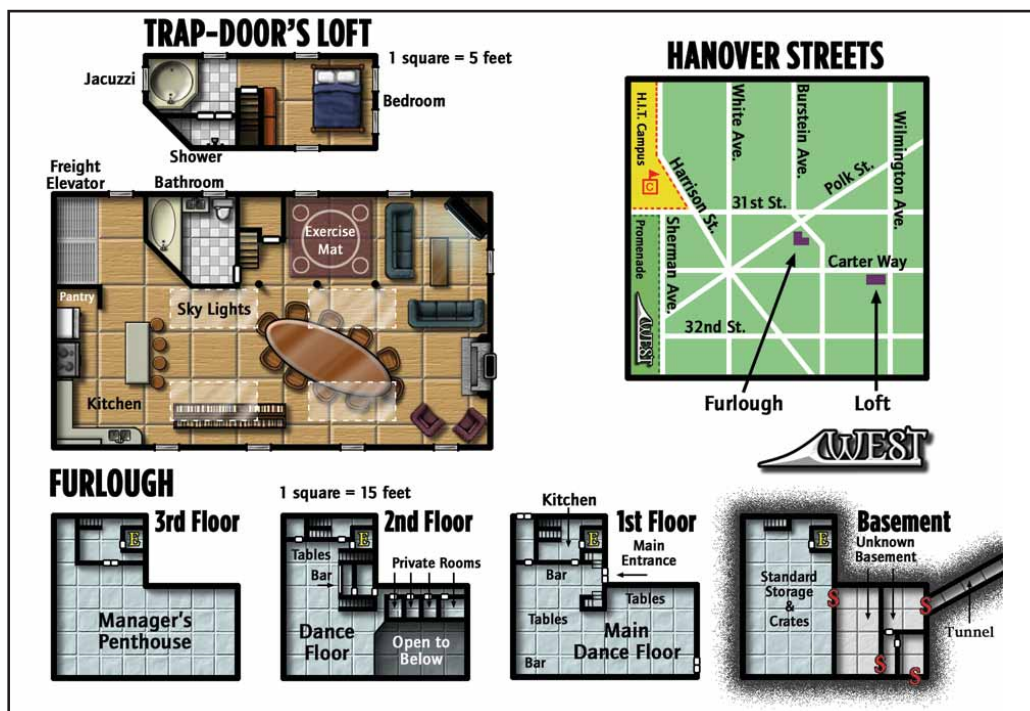 TRAP-DOOR'S LOFT
1 square = 5 feet
Jacuzzi
Bedroom
Shower
Freight
Elevator
Bathroom
Exercise
Mat
Pantry
Sky Lights
Kitchen
HANOVER STREETS
H.I.T. Campus
C
White Ave.
Burstein Ave.
Wilmington Ave.
Harrison St.
Polk St.
31st St.
Promenade
Sherman Ave.
Carter Way
32nd St.
WEST
Furlough
Loft
WEST
FURLOUGH
1 square = 15 feet
3rd Floor
E
Manager's
Penthouse
2nd Floor
E
Tables
Bar
Private Rooms
Dance
Floor
Open to
Below
Kitchen
1st Floor
E
Main
Entrance
Bar
Tables
Tables
Main
Dance Floor
Bar
Basement
E
Unknown
Basement
Standard
Storage
&
Crates
S
S
S
S
Tunnel